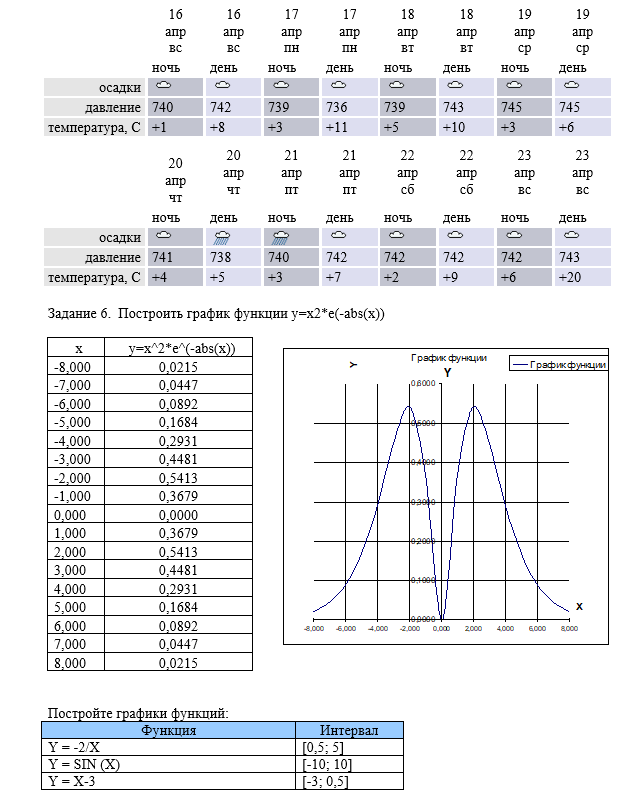 16 16 17 17 18 18 19 19
апр апр апр апр апр апр апр апр
вс вс пн пн вт вт ср ср
ночь день ночь день ночь день ночь день
осадки
давление 740 742 739 736 739 743 745 745
температура, С +1 +8 +3 +11 +5 +10 +3 +6
20 20 21 21 22 22 23 23
апр апр апр апр апр апр апр апр
чт чт пт пт сб сб вс вс
ночь день ночь день ночь день ночь день
осадки
давление 741 738 740 742 742 742 742 743
температура, С +4 +5 +3 +7 +2 +9 +6 +20
Задание 6. Построить график функции y=x2*e(-abs(x))
x y=x^2*e^(-abs(x))
-8,000 0,0215
-7,000 0,0447
-6,000 0,0892
-5,000 0,1684
-4,000 0,2931
-3,000 0,4481
-2,000 0,5413
-1,000 0,3679
0,000 0,0000
1,000 0,3679
2,000 0,5413
3,000 0,4481
4,000 0,2931
5,000 0,1684
6,000 0,0892
7,000 0,0447
8,000 0,0215
График функции
Y
Y
График функции
0,6000
0,5000
0,4000
0,3000
0,2000
0,1000
0,0000
X
-8,000 -6,000 -4,000 -2,000 0,000 2,000 4,000 6,000 8,000
Постройте графики функций:
Функция Интервал
Y = -2/X [0,5; 5]
Y = SIN (X) [-10; 10]
Y = X-3 [-3; 0,5]